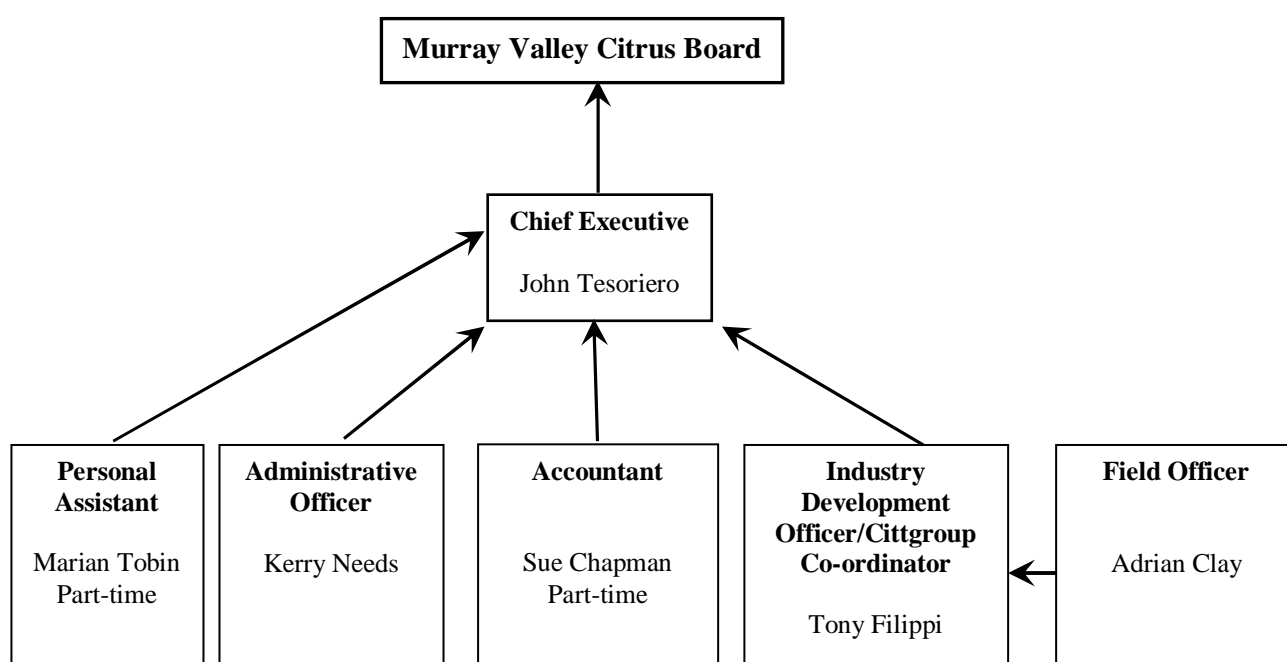 Murray Valley Citrus Board
Chief Executive
John Tesoriero
Personal
Assistant
Marian Tobin
Part-time
Administrative
Officer
Kerry Needs
Accountant
Sue Chapman
Part-time
Industry
Development
Officer/Cittgroup
Co-ordinator
Tony Filippi
Field Officer
Adrian Clay